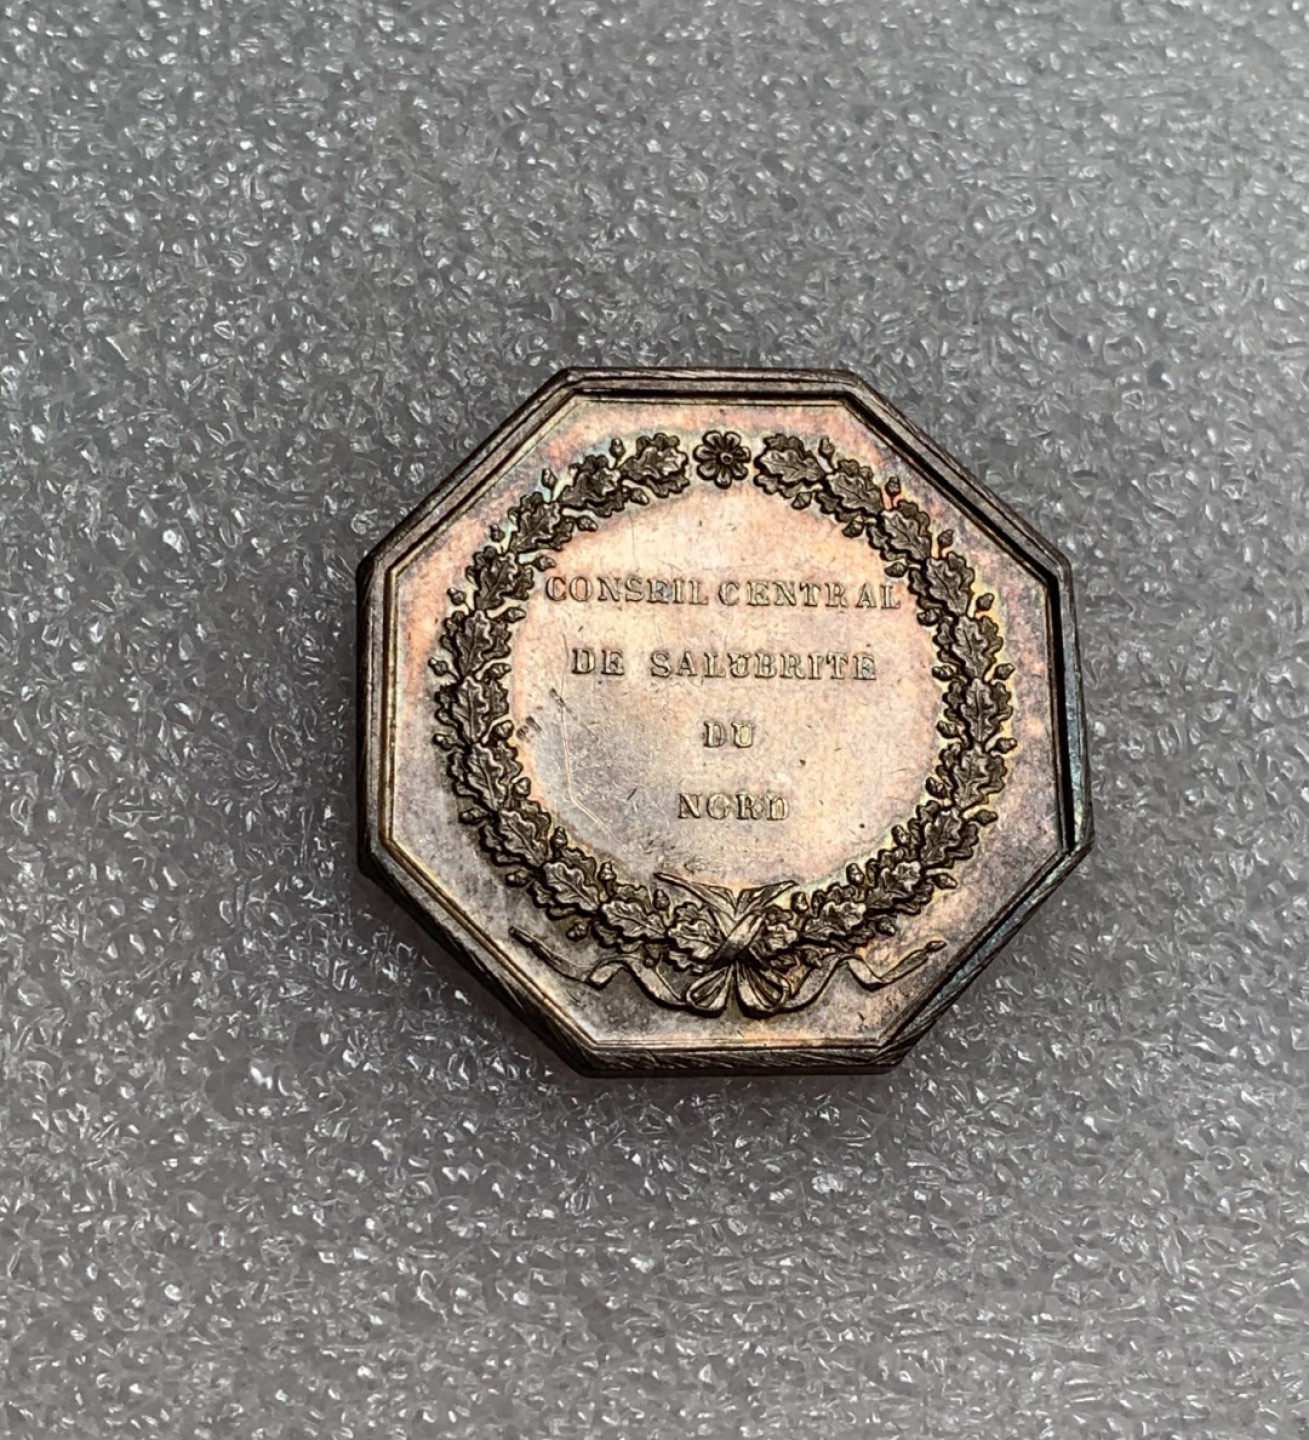 CONSEIL CENTRAL
DE SALUBRITE
DU
NORD